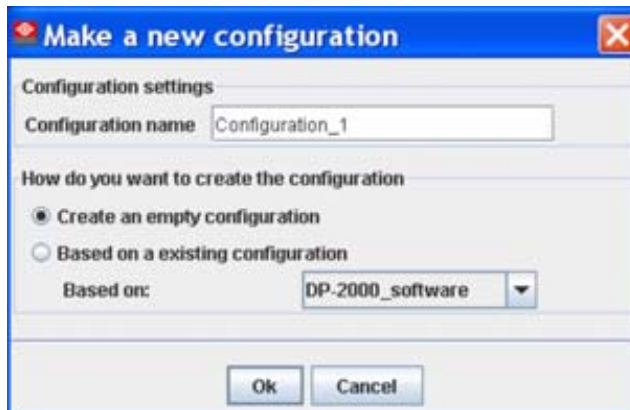 Make a new configuration
Configuration settings
Configuration name Configuration_1
How do you want to create the configuration
Create an empty configuration
Based on a existing configuration
Based on: DP-2000_software
Ok Cancel